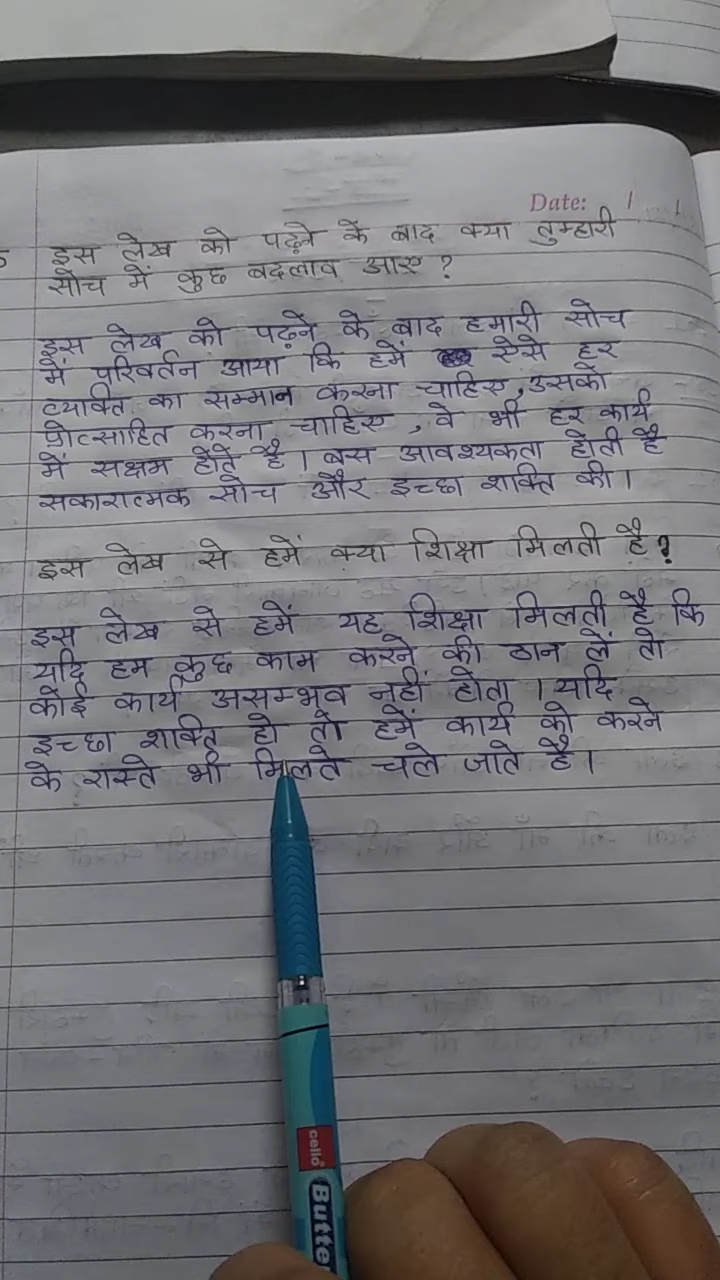 Date: / /
इस लेख को पढ़ने के बाद क्या तुम्हारी
सोच में कुछ बदलाव आए ?
इस लेख को पढ़ने के बाद हमारी सोच
में परिवर्तन आया कि हमें ऐसे हर
व्यक्ति का सम्मान करना चाहिए, उसको
प्रोत्साहित करना चाहिए, वे भी हर कार्य
में सक्षम होते है। बस आवश्यकता होती है
सकारात्मक सोच और इच्छा शक्ति की।
इस लेख से हमें क्या शिक्षा मिलती है?
इस लेख से हमें यह शिक्षा मिलती है कि
यदि हम कुछ काम करने की ठान लें तो
कोई कार्य असम्भव नहीं होता। यदि
इच्छा शक्ति हो तो हमें कार्य को करने
के रास्ते भी मिलते चले जाते है।
cello
Butter